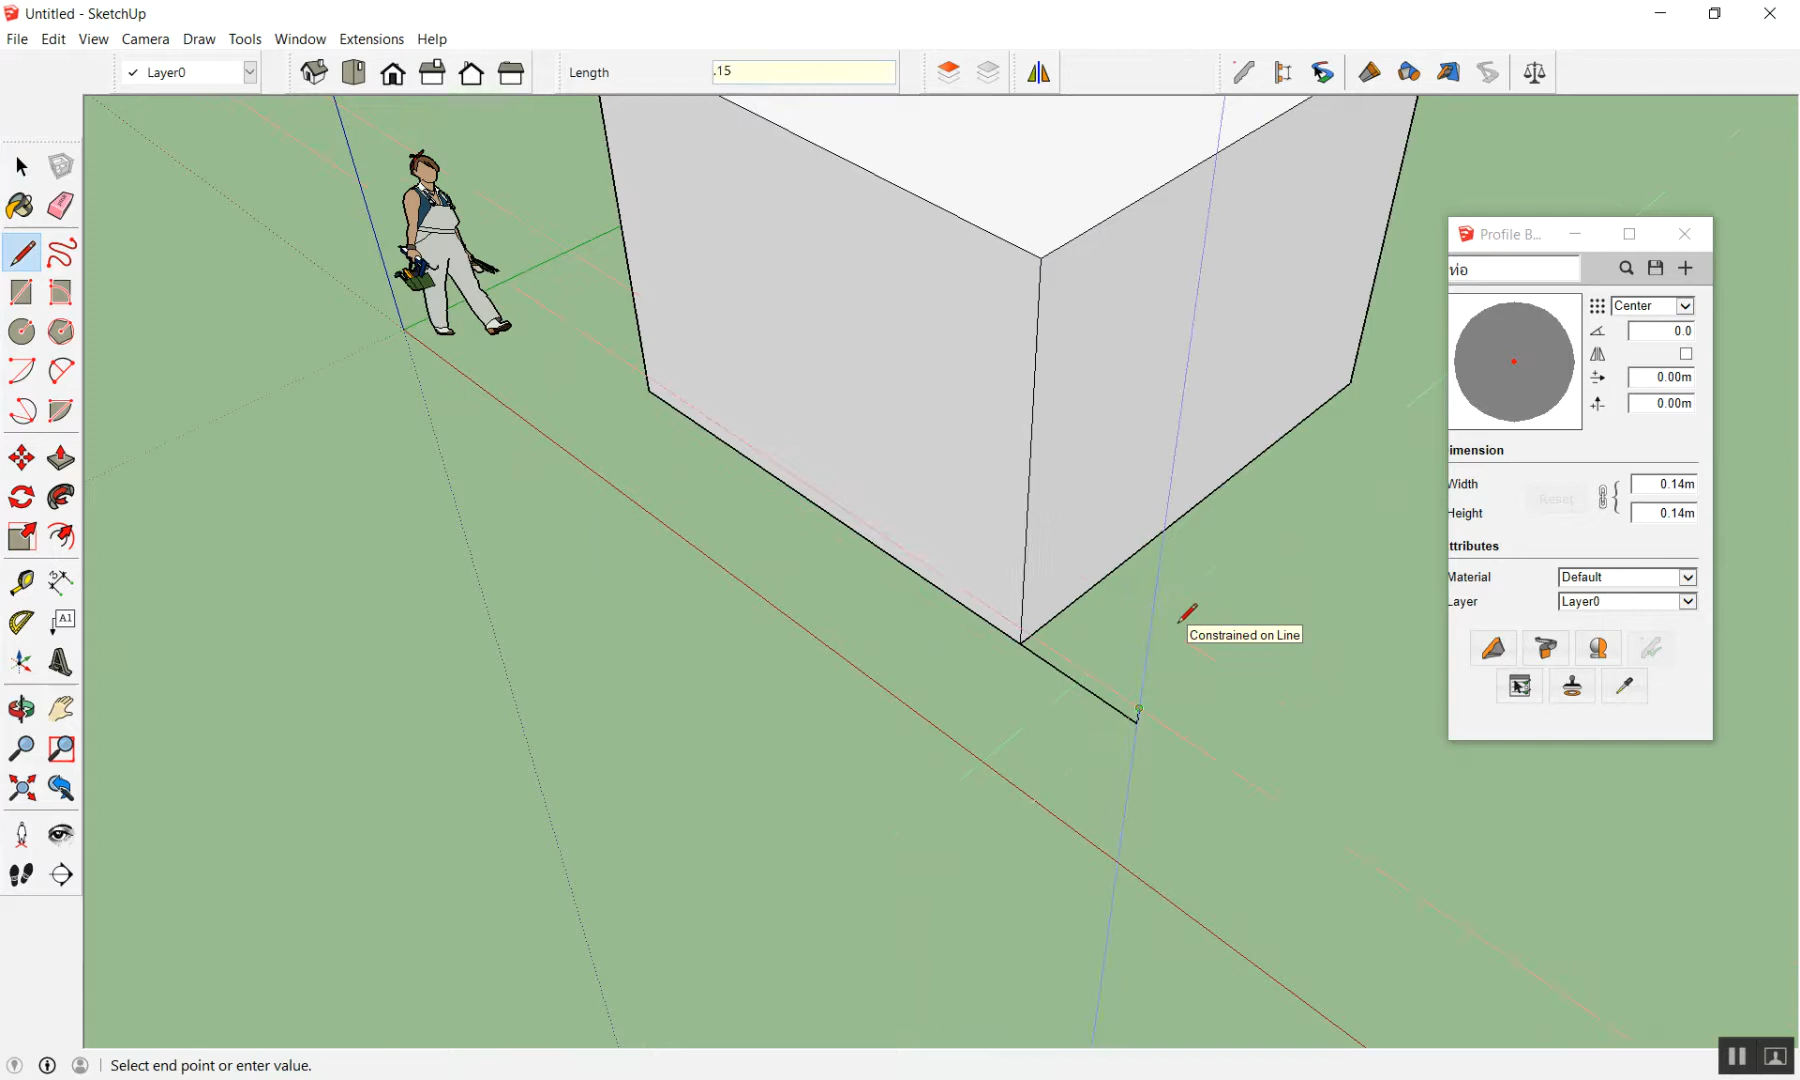 Untitled - SketchUp
File Edit View Camera Draw Tools Window Extensions Help
Layer0
Length .15
Profile B...
ท่อ
Center
0.0
0.00m
0.00m
imension
Width 0.14m
Reset
Height 0.14m
ttributes
Material Default
Layer Layer0
A1
Constrained on Line
Select end point or enter value.